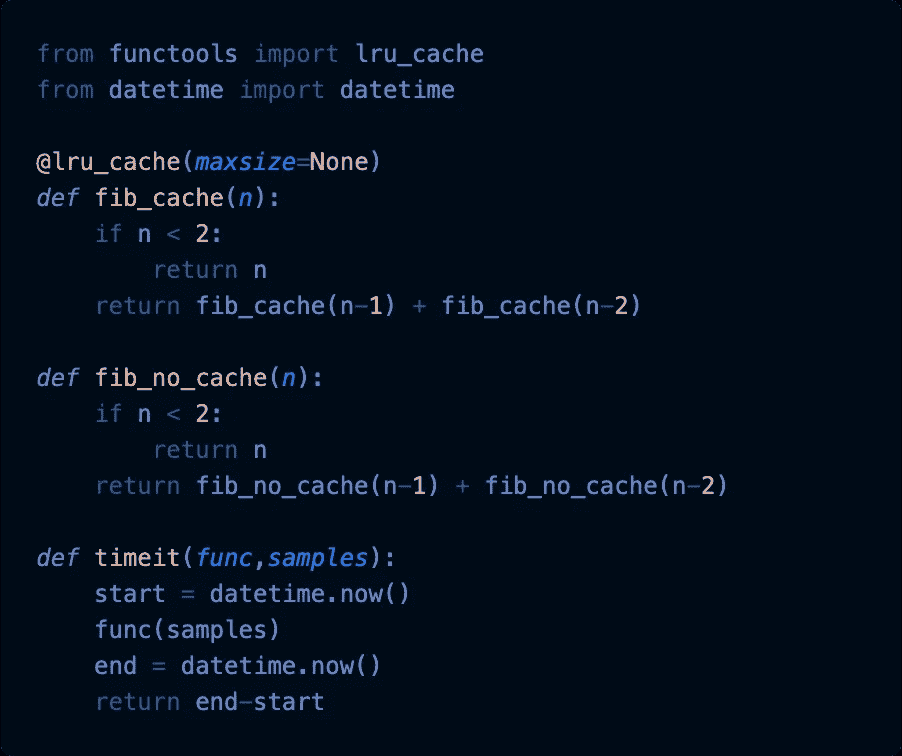 from functools import lru_cache
from datetime import datetime

@lru_cache(maxsize=None)
def fib_cache(n):
    if n < 2:
        return n
    return fib_cache(n-1) + fib_cache(n-2)

def fib_no_cache(n):
    if n < 2:
        return n
    return fib_no_cache(n-1) + fib_no_cache(n-2)

def timeit(func,samples):
    start = datetime.now()
    func(samples)
    end = datetime.now()
    return end-start